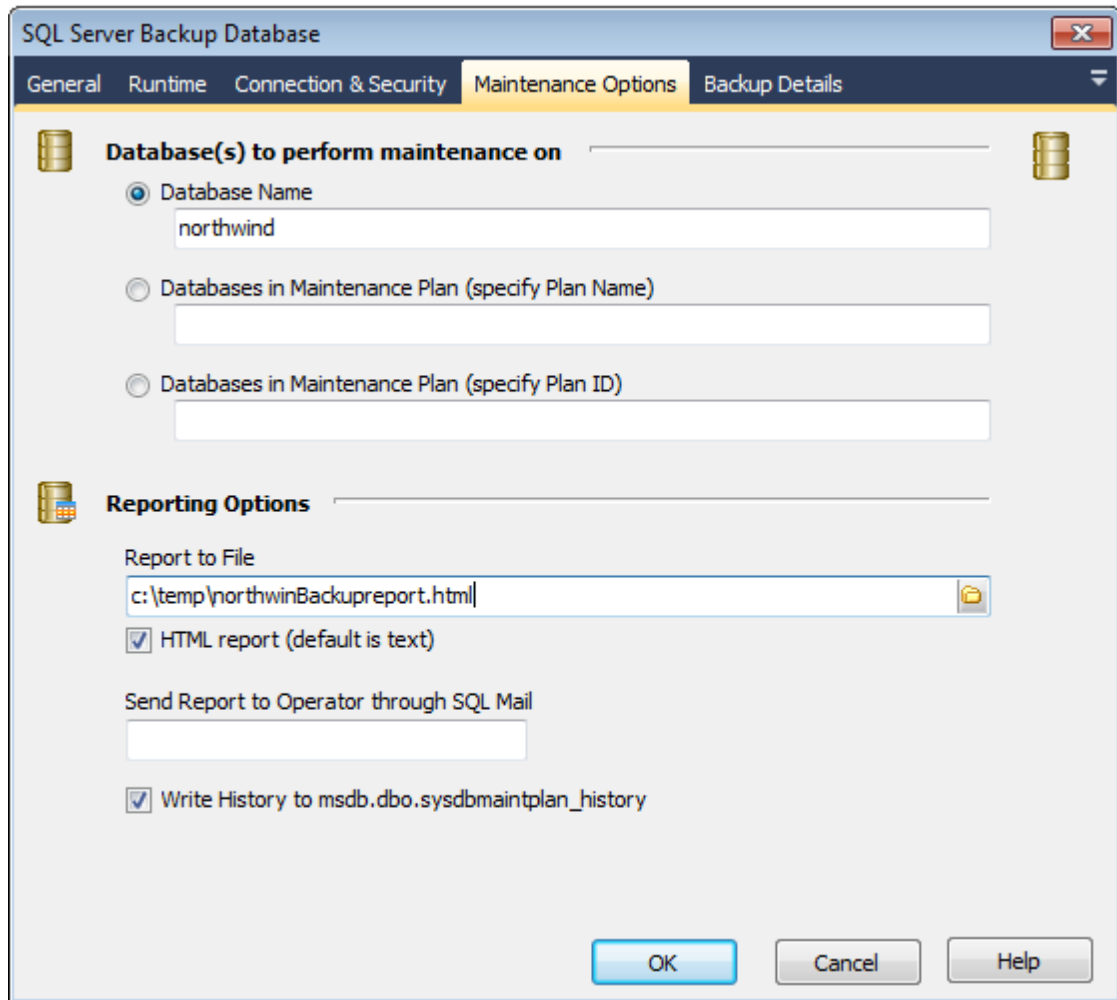 SQL Server Backup Database
General Runtime Connection & Security Maintenance Options Backup Details
Database(s) to perform maintenance on
Database Name
northwind
Databases in Maintenance Plan (specify Plan Name)
Databases in Maintenance Plan (specify Plan ID)
Reporting Options
Report to File
c:\temp\northwinBackupreport.html
HTML report (default is text)
Send Report to Operator through SQL Mail
Write History to msdb.dbo.sysdbmaintplan_history
OK Cancel Help